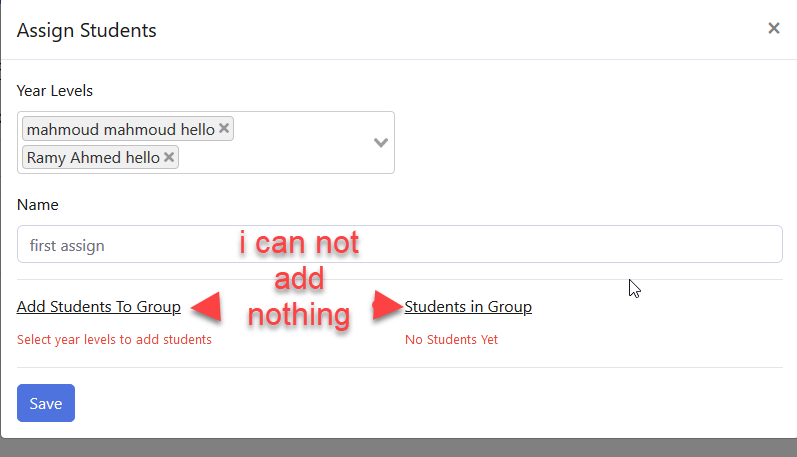 Assign Students
×
Year Levels
mahmoud mahmoud hello ×
Ramy Ahmed hello ×
Name
first assign
i can not
add
nothing
Add Students To Group
Students in Group
Select year levels to add students
No Students Yet
Save